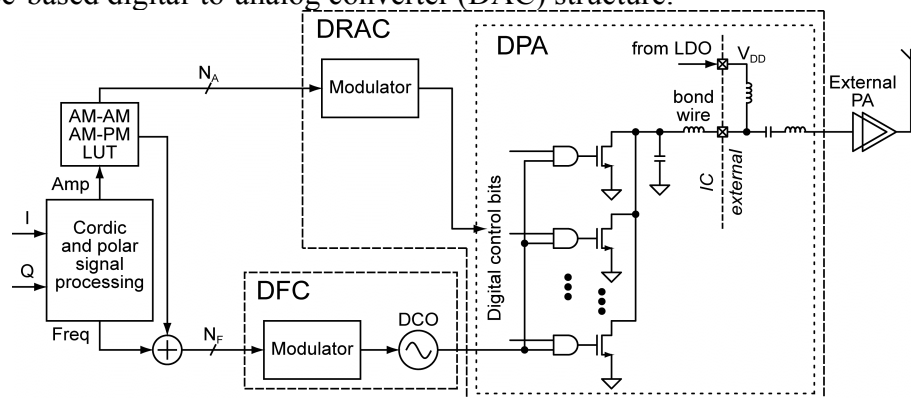 e-based digital-to-analog converter (DAC) structure.
DRAC
DPA
from LDO
V_DD
N_A
Modulator
External
PA
AM-AM
AM-PM
LUT
bond
wire
Amp
IC
external
Digital control bits
I
Cordic
and polar
signal
processing
Q
DFC
DCO
Freq
N_F
Modulator